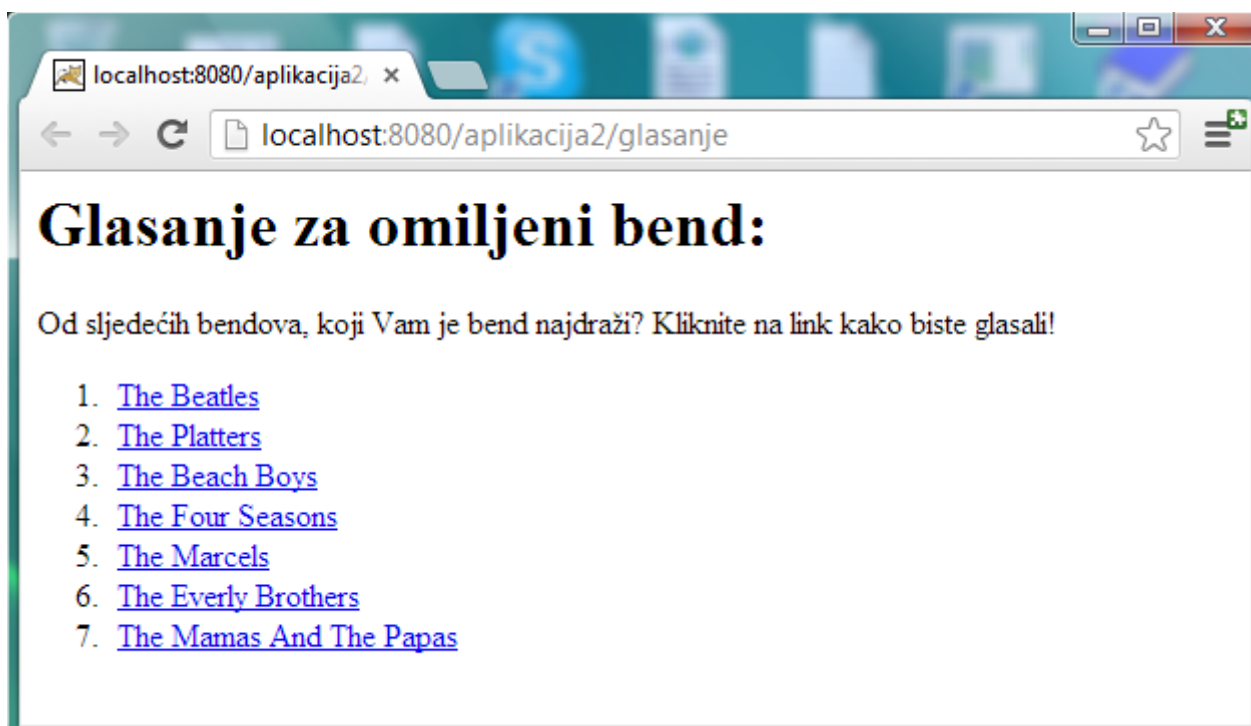 localhost:8080/aplikacija2/
localhost:8080/aplikacija2/glasanje
Glasanje za omiljeni bend:
Od sljedećih bendova, koji Vam je bend najdraži? Kliknite na link kako biste glasali!
1. The Beatles
2. The Platters
3. The Beach Boys
4. The Four Seasons
5. The Marcels
6. The Everly Brothers
7. The Mamas And The Papas